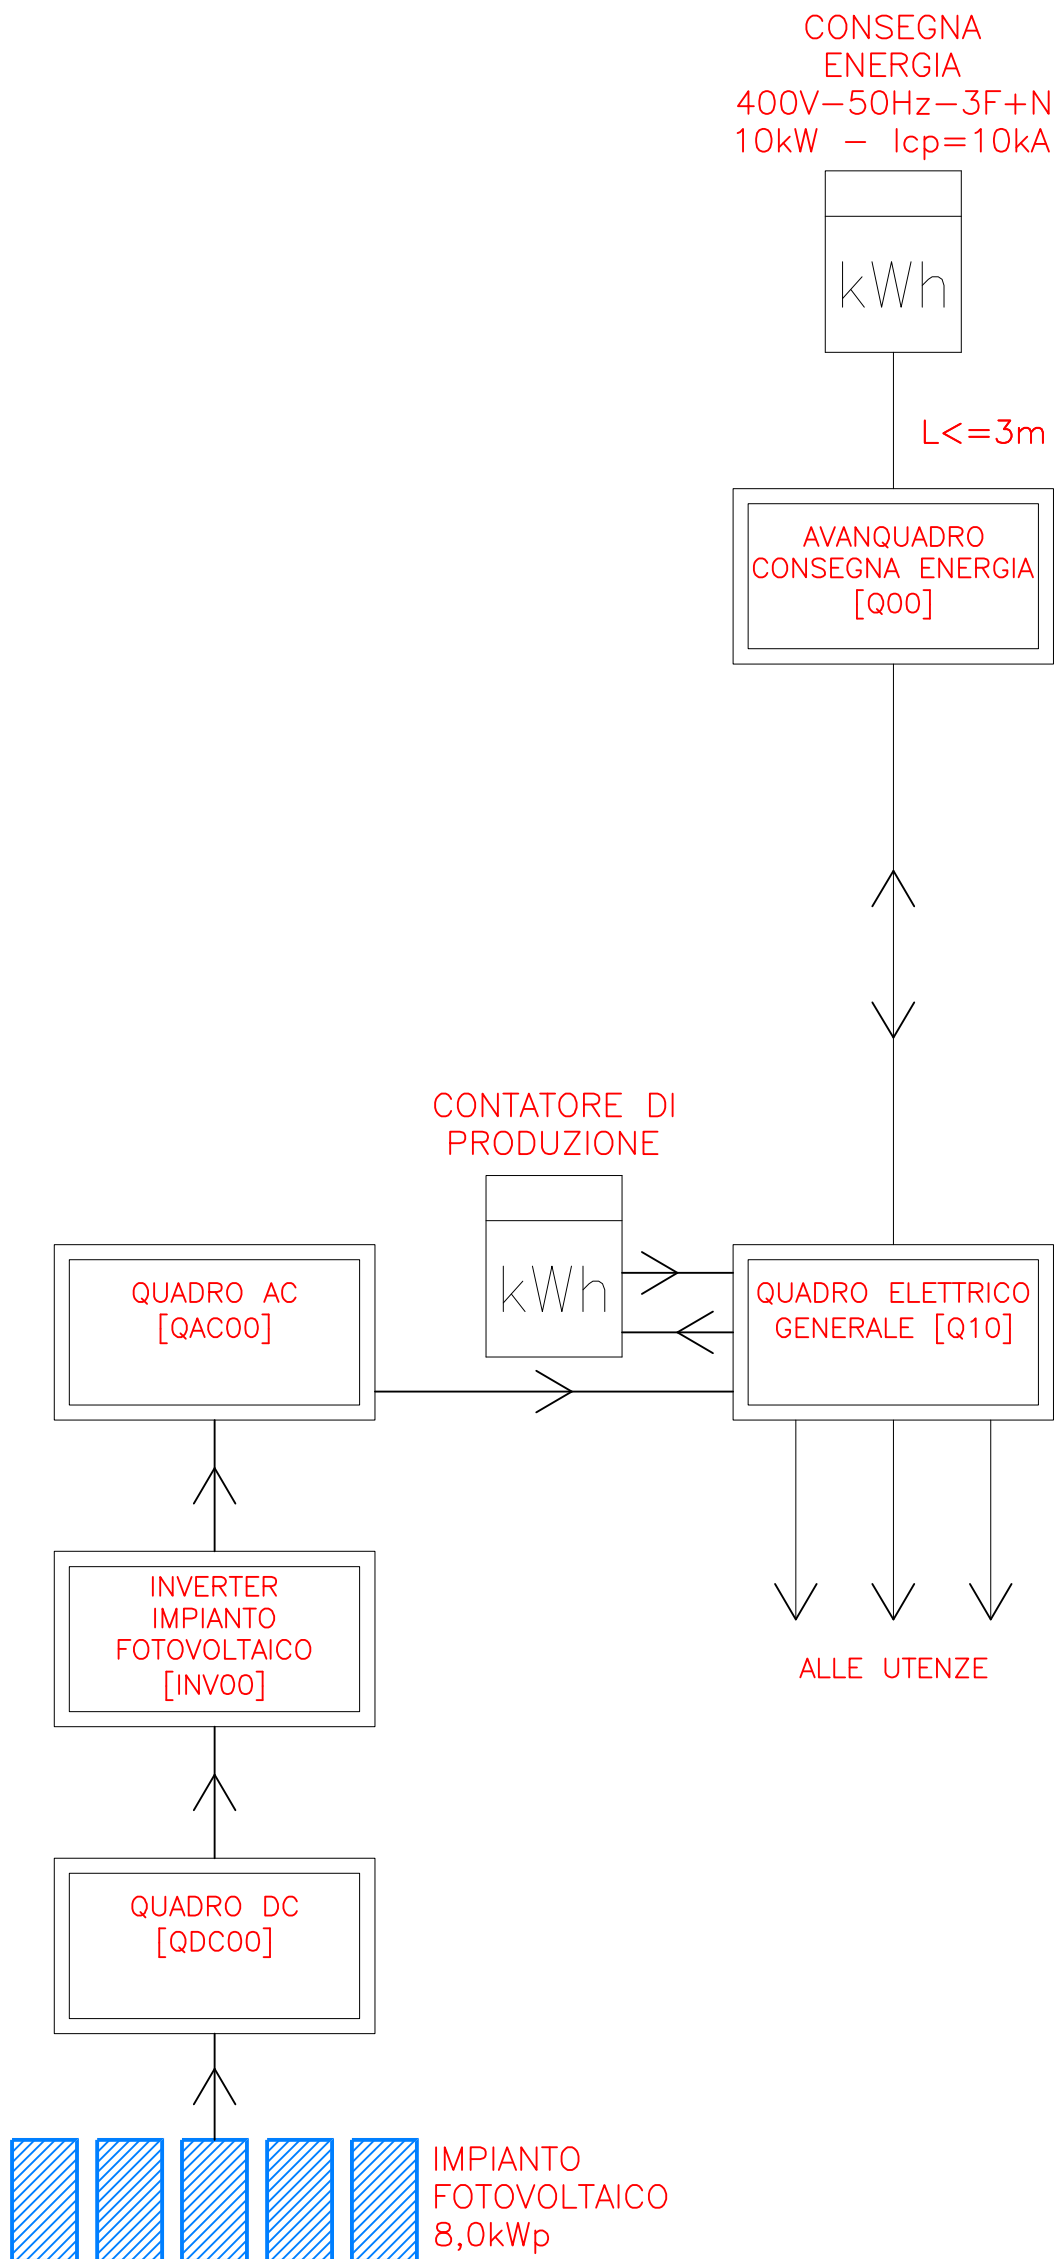 CONSEGNA
ENERGIA
400V-50Hz-3F+N
10kW - Icp=10kA
kWh
L<=3m
AVANQUADRO
CONSEGNA ENERGIA
[Q00]
CONTATORE DI
PRODUZIONE
kWh
QUADRO AC
[QAC00]
QUADRO ELETTRICO
GENERALE [Q10]
INVERTER
IMPIANTO
FOTOVOLTAICO
[INV00]
ALLE UTENZE
QUADRO DC
[QDC00]
IMPIANTO
FOTOVOLTAICO
8,0kWp